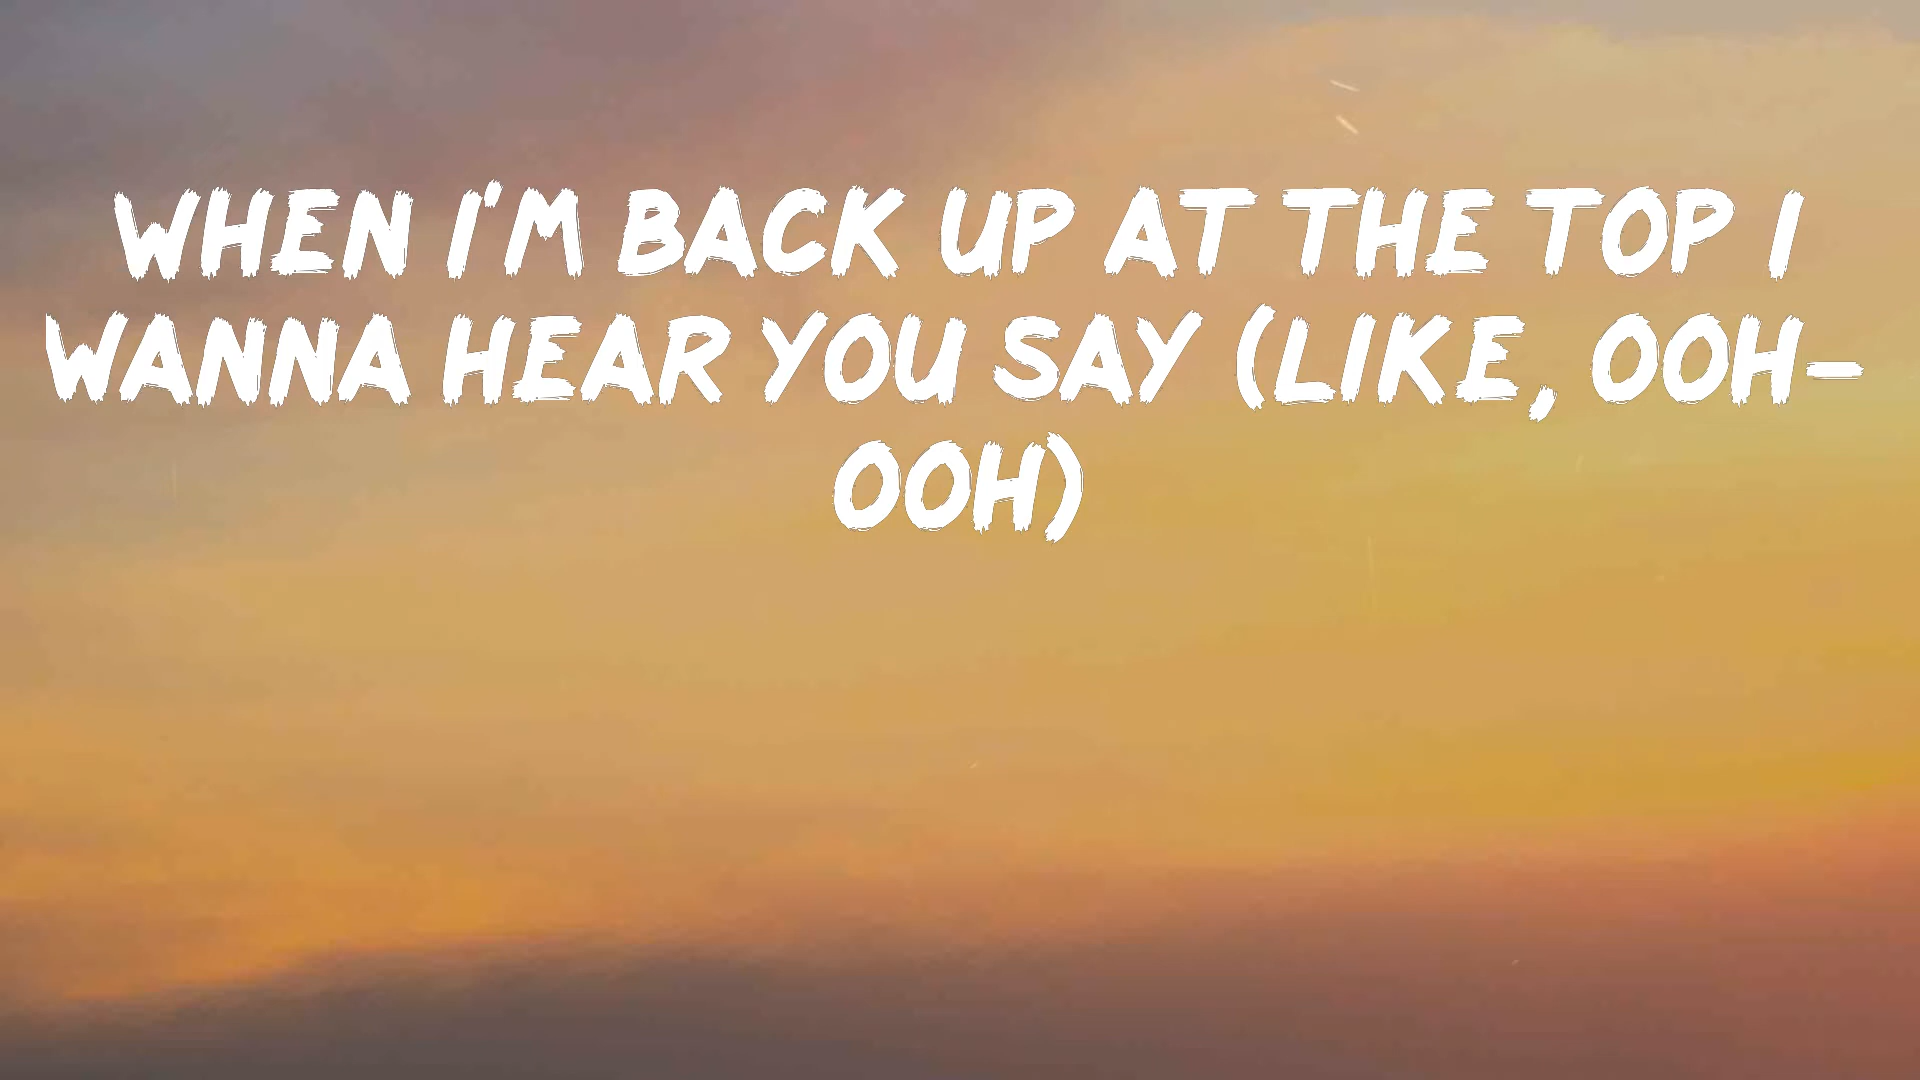 WHEN I'M BACK UP AT THE TOP I
WANNA HEAR YOU SAY (LIKE, OOH-
OOH)